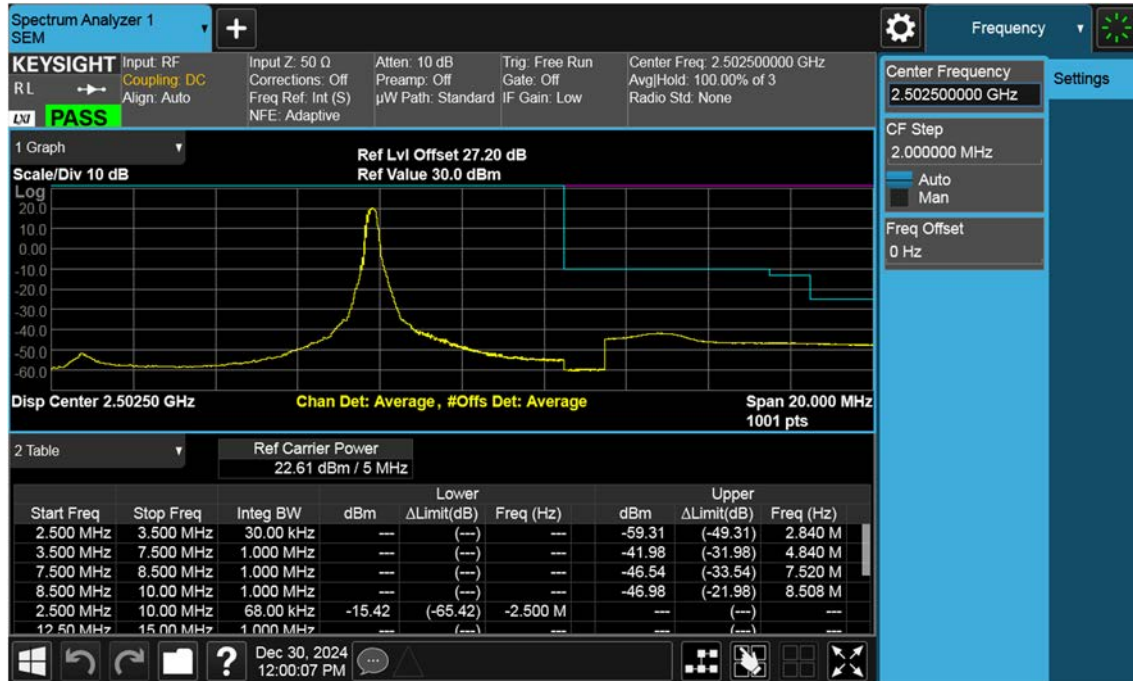 Spectrum Analyzer 1
SEM
Frequency
KEYSIGHT
R L
LXI
PASS
Input: RF
Coupling: DC
Align: Auto
Input Z: 50 Ω
Corrections: Off
Freq Ref: Int (S)
NFE: Adaptive
Atten: 10 dB
Preamp: Off
µW Path: Standard
Trig: Free Run
Gate: Off
IF Gain: Low
Center Freq: 2.502500000 GHz
Avg|Hold: 100.00% of 3
Radio Std: None
Center Frequency
2.502500000 GHz
Settings
CF Step
2.000000 MHz
Auto
Man
Freq Offset
0 Hz
1 Graph
Scale/Div 10 dB
Ref Lvl Offset 27.20 dB
Ref Value 30.0 dBm
Log
20.0
10.0
0.00
-10.0
-20.0
-30.0
-40.0
-50.0
-60.0
Disp Center 2.50250 GHz
Chan Det: Average, #Offs Det: Average
Span 20.000 MHz
1001 pts
2 Table
Ref Carrier Power
22.61 dBm / 5 MHz
Lower Upper
Start Freq Stop Freq Integ BW dBm ΔLimit(dB) Freq (Hz) dBm ΔLimit(dB) Freq (Hz)
2.500 MHz 3.500 MHz 30.00 kHz --- (---) --- -59.31 (-49.31) 2.840 M
3.500 MHz 7.500 MHz 1.000 MHz --- (---) --- -41.98 (-31.98) 4.840 M
7.500 MHz 8.500 MHz 1.000 MHz --- (---) --- -46.54 (-33.54) 7.520 M
8.500 MHz 10.00 MHz 1.000 MHz --- (---) --- -46.98 (-21.98) 8.508 M
2.500 MHz 10.00 MHz 68.00 kHz -15.42 (-65.42) -2.500 M --- (---) ---
12.50 MHz 15.00 MHz 1.000 MHz --- (---) --- --- (---) ---
?
Dec 30, 2024
12:00:07 PM